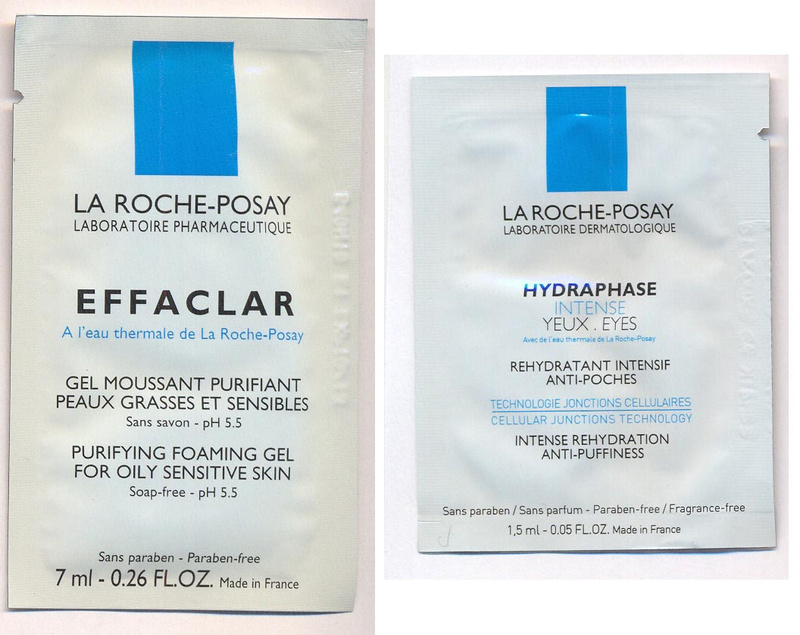 LA ROCHE-POSAY
LABORATOIRE PHARMACEUTIQUE
EFFACLAR
A l'eau thermale de La Roche-Posay
GEL MOUSSANT PURIFIANT
PEAUX GRASSES ET SENSIBLES
Sans savon - pH 5.5
PURIFYING FOAMING GEL
FOR OILY SENSITIVE SKIN
Soap-free - pH 5.5
Sans paraben - Paraben-free
7 ml - 0.26 FL.OZ. Made in France
LA ROCHE-POSAY
LABORATOIRE DERMATOLOGIQUE
HYDRAPHASE
INTENSE
YEUX . EYES
Avec de l'eau thermale de La Roche-Posay
REHYDRATANT INTENSIF
ANTI-POCHES
TECHNOLOGIE JONCTIONS CELLULAIRES
CELLULAR JUNCTIONS TECHNOLOGY
INTENSE REHYDRATION
ANTI-PUFFINESS
Sans paraben / Sans parfum - Paraben-free / Fragrance-free
1,5 ml - 0.05 FL.OZ. Made in France